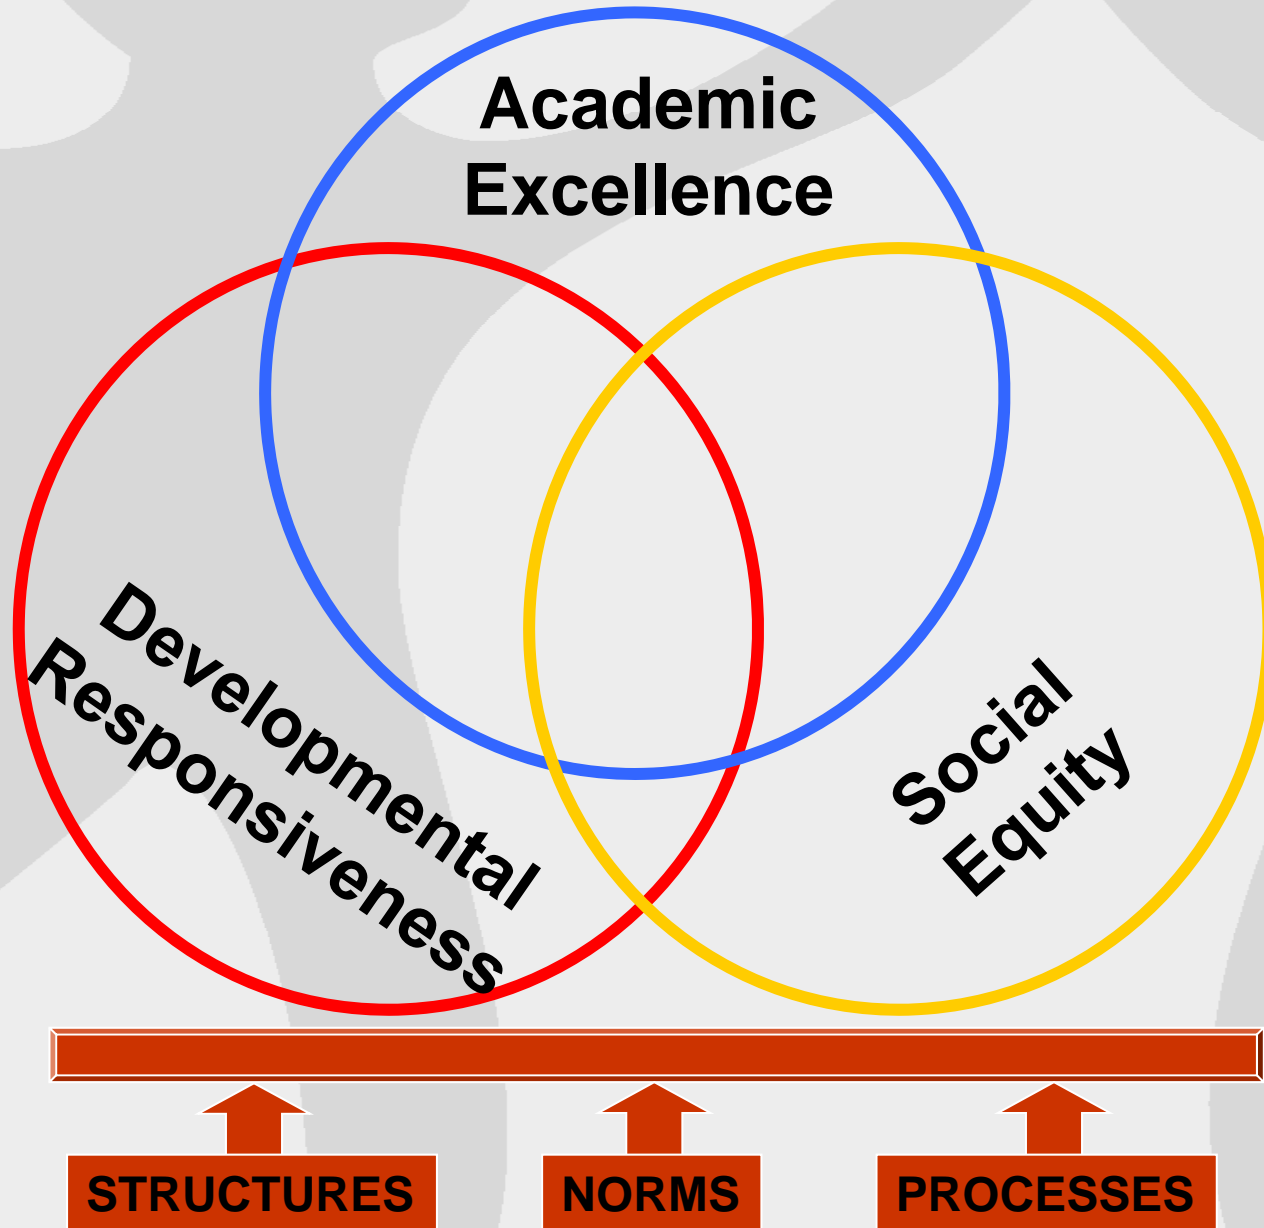 Academic
Excellence
Developmental
Responsiveness
Social
Equity
STRUCTURES
NORMS
PROCESSES